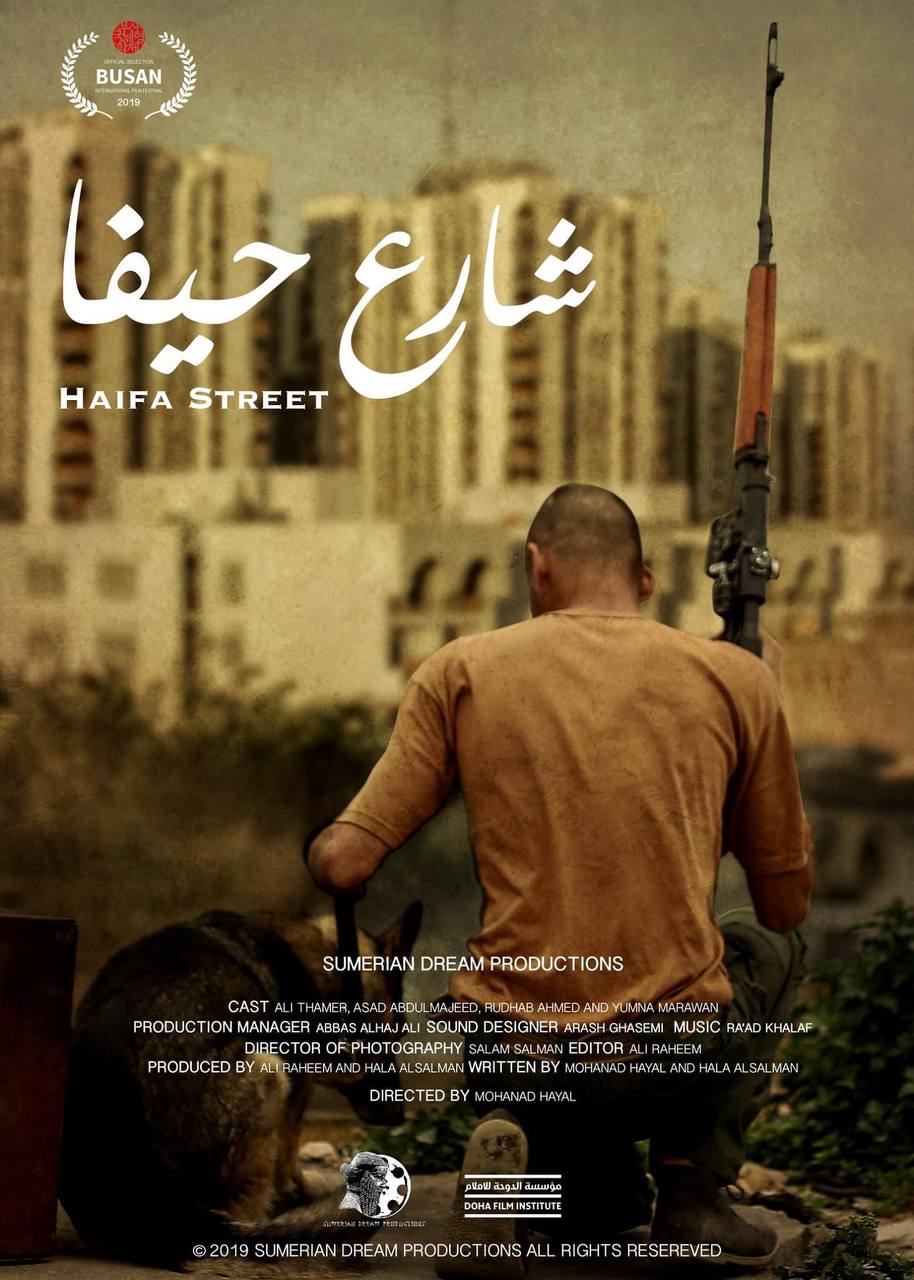 OFFICIAL SELECTION
BUSAN
INTERNATIONAL FILM FESTIVAL
2019
شارع حيفا
HAIFA STREET
SUMERIAN DREAM PRODUCTIONS
CAST ALI THAMER, ASAD ABDULMAJEED, RUDHAB AHMED AND YUMNA MARAWAN
PRODUCTION MANAGER ABBAS ALHAJ ALI SOUND DESIGNER ARASH GHASEMI MUSIC RA'AD KHALAF
DIRECTOR OF PHOTOGRAPHY SALAM SALMAN EDITOR ALI RAHEEM
PRODUCED BY ALI RAHEEM AND HALA ALSALMAN WRITTEN BY MOHANAD HAYAL AND HALA ALSALMAN
DIRECTED BY MOHANAD HAYAL
SUMERIAN DREAM PRODUCTIONS
مؤسسة الدوحة للأفلام
DOHA FILM INSTITUTE
© 2019 SUMERIAN DREAM PRODUCTIONS ALL RIGHTS RESEREVED